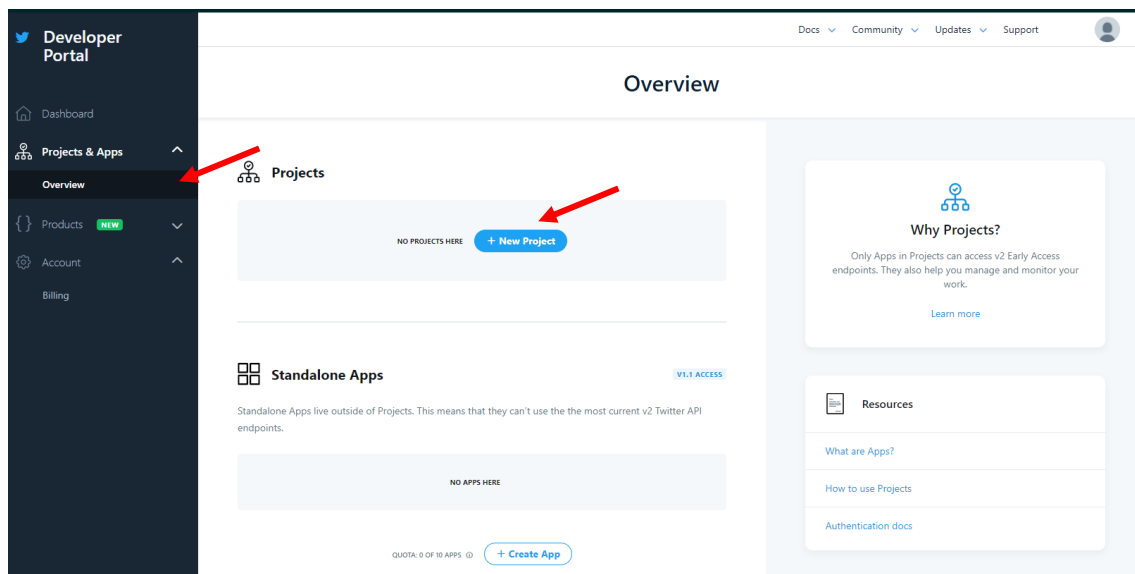 Developer
Portal
Docs Community Updates Support
Overview
Dashboard
Projects & Apps
Overview
Products NEW
Account
Billing
Projects
NO PROJECTS HERE + New Project
Standalone Apps V1.1 ACCESS
Standalone Apps live outside of Projects. This means that they can't use the the most current v2 Twitter API
endpoints.
NO APPS HERE
QUOTA: 0 OF 10 APPS + Create App
Why Projects?
Only Apps in Projects can access v2 Early Access
endpoints. They also help you manage and monitor your
work.
Learn more
Resources
What are Apps?
How to use Projects
Authentication docs